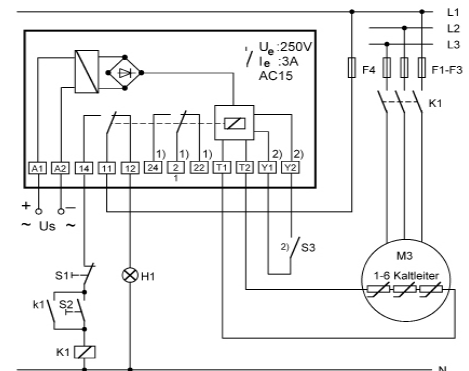 L1
L2
L3
U e :250V
I e :3A
AC15
F4
F1-F3
K1
1) 1) 1) 2) 2)
A1 A2 14 11 12 24 2 22 T1 T2 Y1 Y2
1
+ −
~ Us ~
2) S3
M3
1-6 Kaltleiter
S1
H1
k1 S2
K1
N